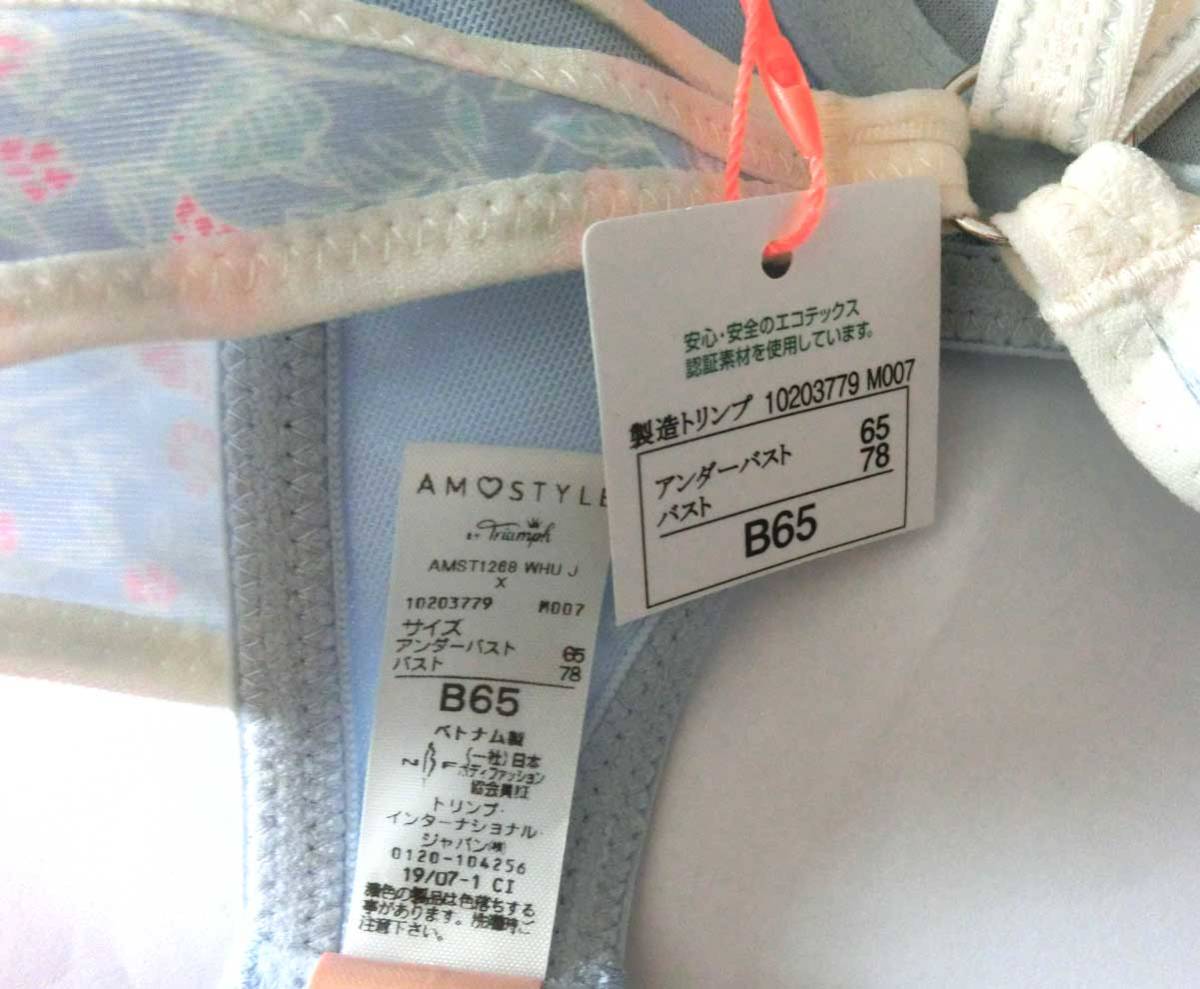 安心・安全のエコテックス
認証素材を使用しています。
製造トリンプ 10203779 M007
アンダーバスト 65
バスト 78
B65
AM♡STYLE
BY Triumph
AMST1268 WHU J
X
10203779 M007
サイズ
アンダーバスト 65
バスト 78
B65
ベトナム製
NBF (一社)日本
ボディファッション
協会員証
トリンプ・
インターナショナル・
ジャパン㈱
0120-104256
19/07-1 CI
濃色の製品は色落ちする
事があります。洗濯時ご
注意下さい。